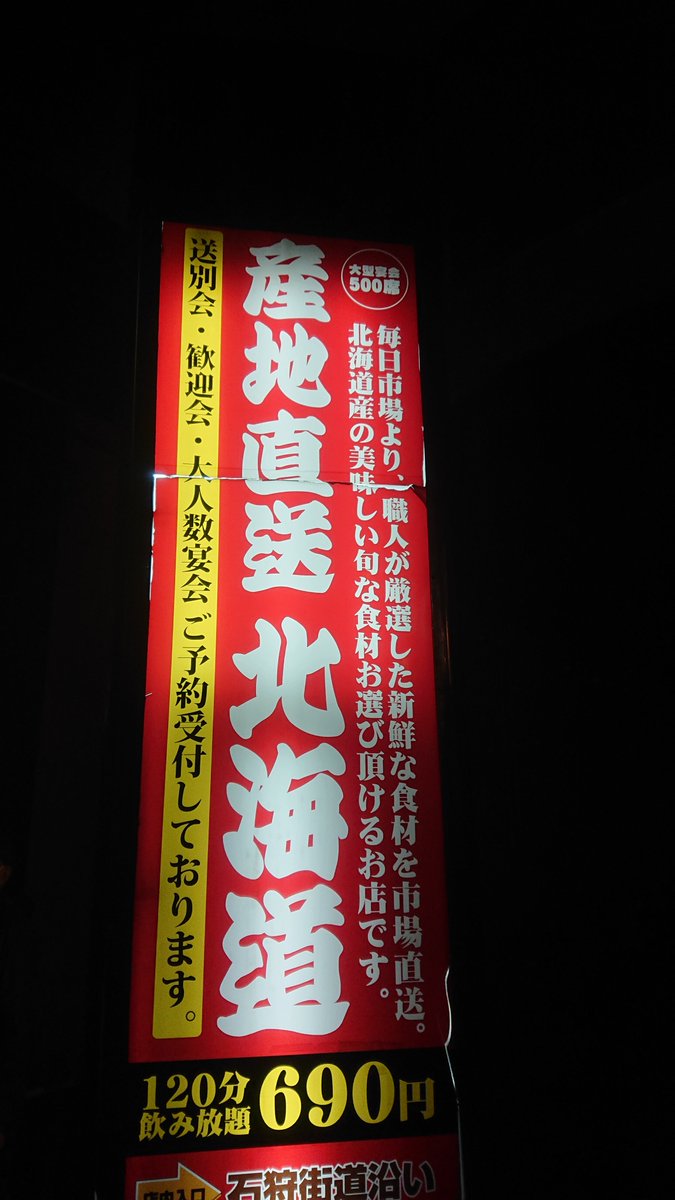 大型宴会
500席
毎日市場より、職人が厳選した新鮮な食材を市場直送。
北海道産の美味しい旬な食材お選び頂けるお店です。
産地直送 北海道
送別会・歓迎会・大人数宴会 ご予約受付しております。
120分
飲み放題
690円
石狩街道沿い